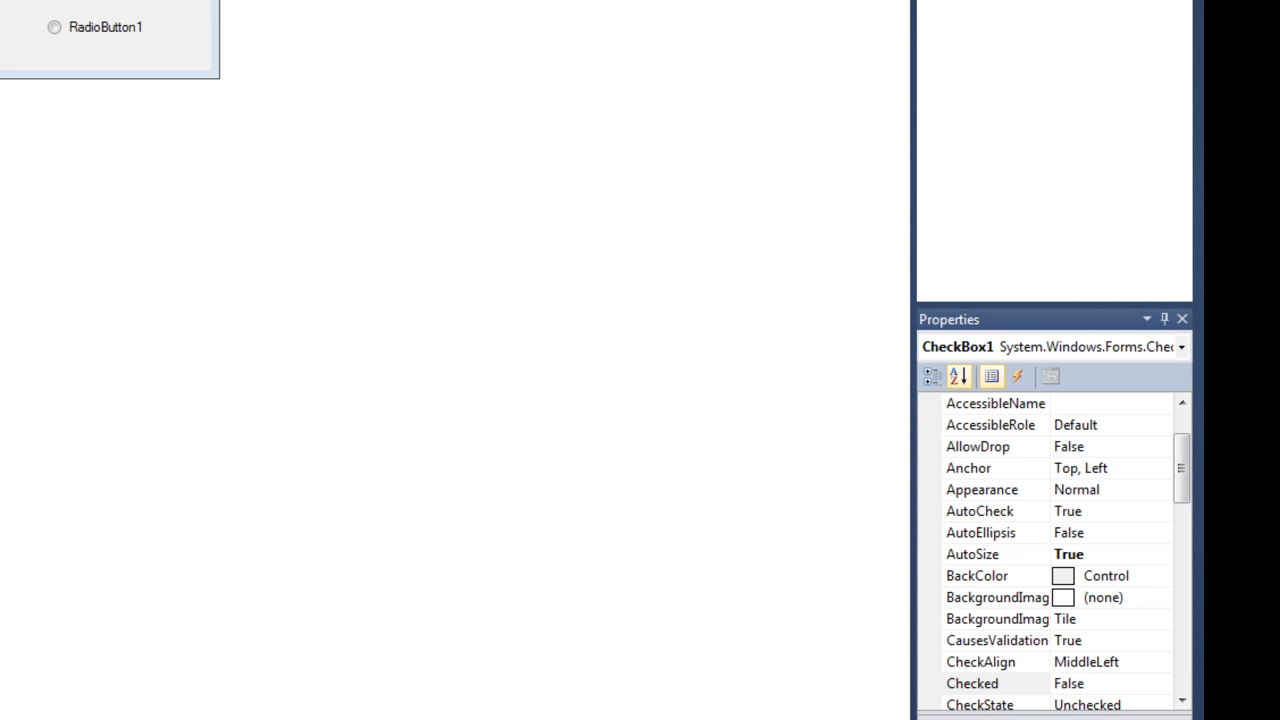 RadioButton1
Properties
CheckBox1 System.Windows.Forms.Chec
AccessibleName
AccessibleRole Default
AllowDrop False
Anchor Top, Left
Appearance Normal
AutoCheck True
AutoEllipsis False
AutoSize True
BackColor Control
BackgroundImag (none)
BackgroundImag Tile
CausesValidation True
CheckAlign MiddleLeft
Checked False
CheckState Unchecked